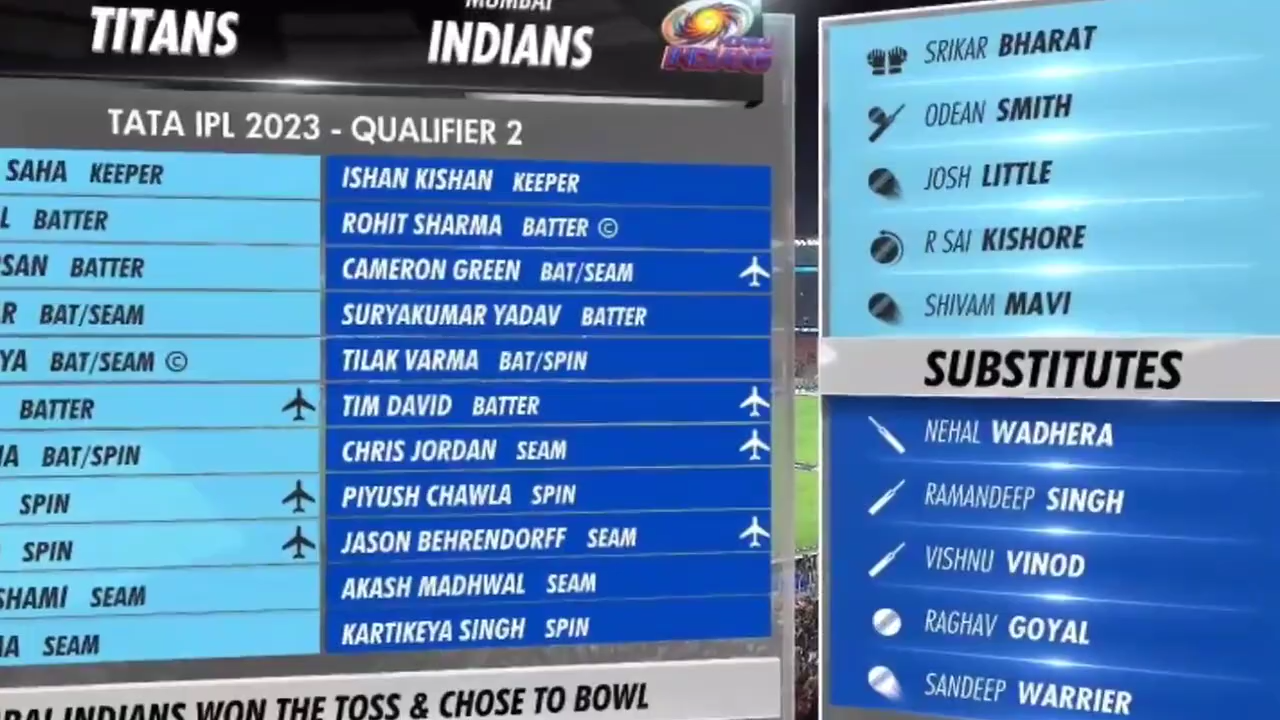 TITANS
MUMBAI
INDIANS
TATA IPL 2023 - QUALIFIER 2
SAHA KEEPER
L BATTER
SAN BATTER
R BAT/SEAM
YA BAT/SEAM ©
BATTER
A BAT/SPIN
SPIN
SPIN
SHAMI SEAM
A SEAM
ISHAN KISHAN KEEPER
ROHIT SHARMA BATTER ©
CAMERON GREEN BAT/SEAM
SURYAKUMAR YADAV BATTER
TILAK VARMA BAT/SPIN
TIM DAVID BATTER
CHRIS JORDAN SEAM
PIYUSH CHAWLA SPIN
JASON BEHRENDORFF SEAM
AKASH MADHWAL SEAM
KARTIKEYA SINGH SPIN
BAI INDIANS WON THE TOSS & CHOSE TO BOWL
SRIKAR BHARAT
ODEAN SMITH
JOSH LITTLE
R SAI KISHORE
SHIVAM MAVI
SUBSTITUTES
NEHAL WADHERA
RAMANDEEP SINGH
VISHNU VINOD
RAGHAV GOYAL
SANDEEP WARRIER